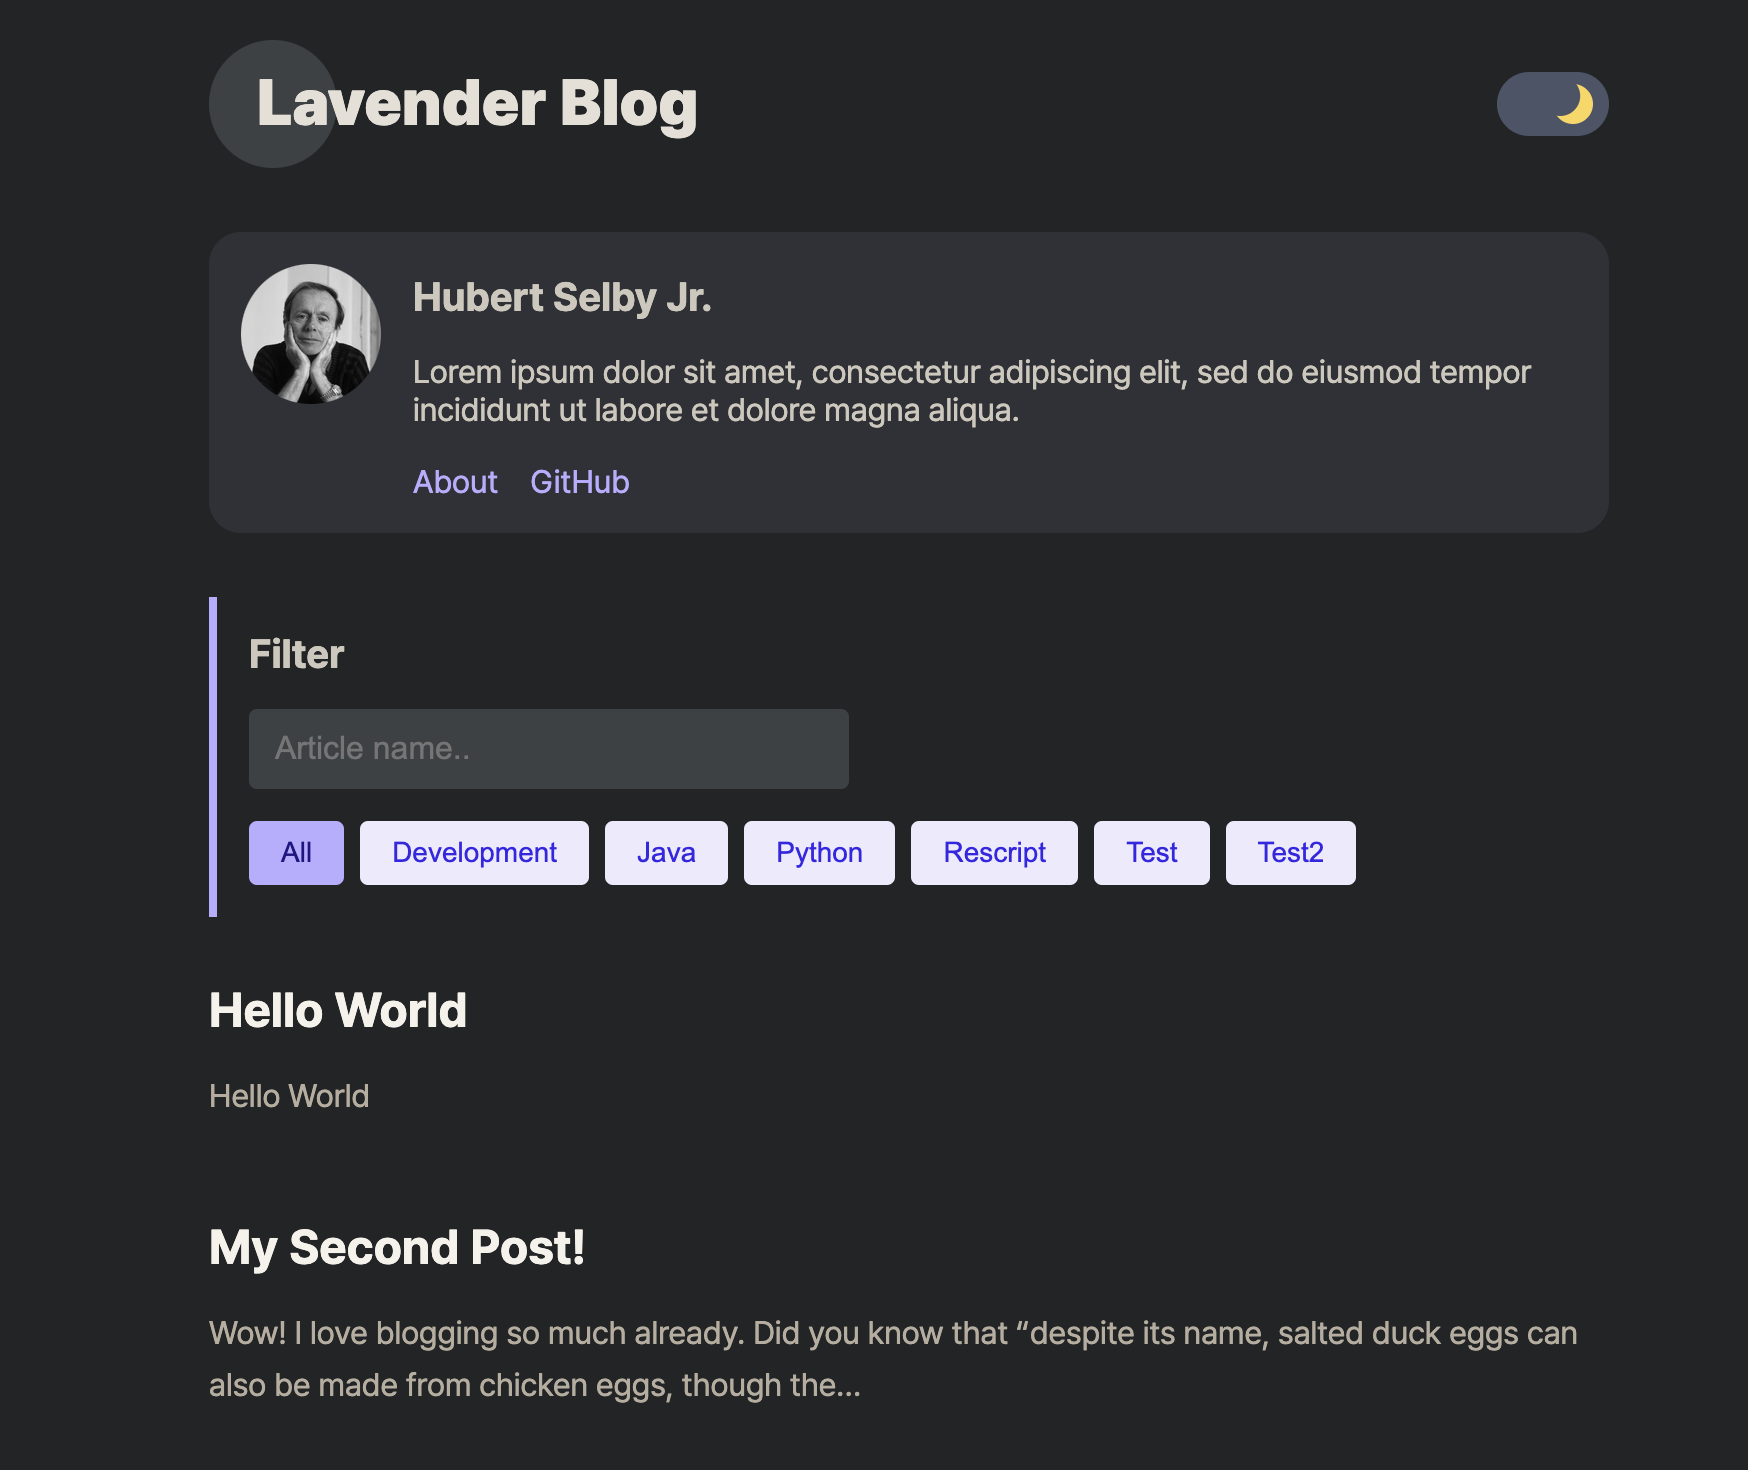 Lavender Blog
Hubert Selby Jr.
Lorem ipsum dolor sit amet, consectetur adipiscing elit, sed do eiusmod tempor
incididunt ut labore et dolore magna aliqua.
About GitHub
Filter
Article name..
All Development Java Python Rescript Test Test2
Hello World
Hello World
My Second Post!
Wow! I love blogging so much already. Did you know that “despite its name, salted duck eggs can
also be made from chicken eggs, though the...